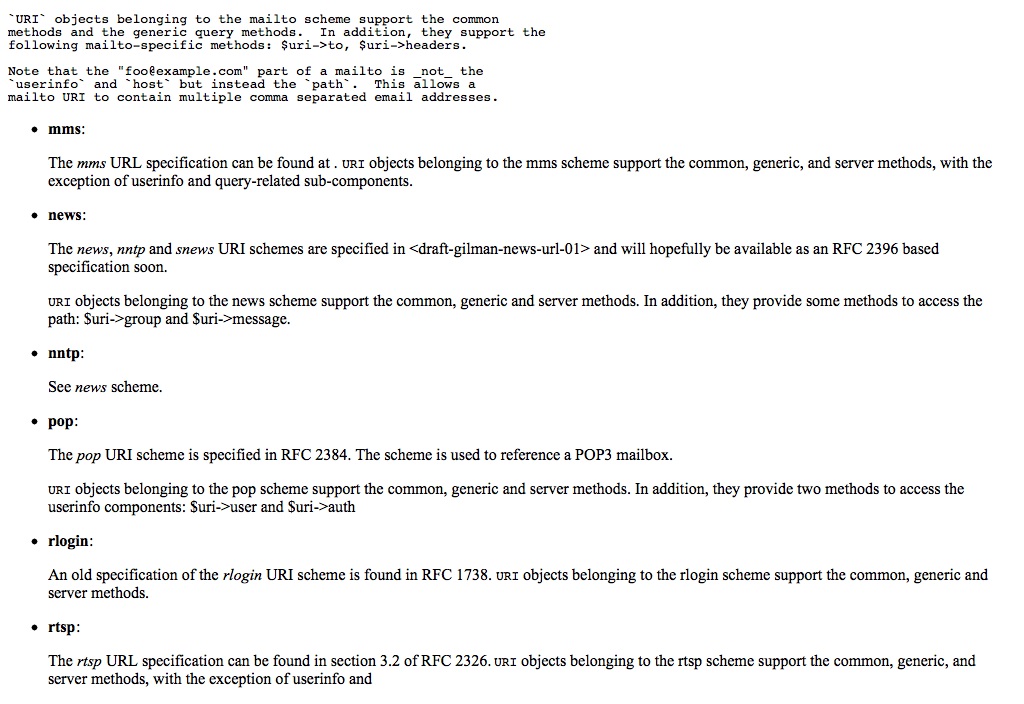 `URI` objects belonging to the mailto scheme support the common
methods and the generic query methods.  In addition, they support the
following mailto-specific methods: $uri->to, $uri->headers.
Note that the "foo@example.com" part of a mailto is _not_ the
`userinfo` and `host` but instead the `path`.  This allows a
mailto URI to contain multiple comma separated email addresses.
• mms:
The mms URL specification can be found at . URI objects belonging to the mms scheme support the common, generic, and server methods, with the
exception of userinfo and query-related sub-components.
• news:
The news, nntp and snews URI schemes are specified in <draft-gilman-news-url-01> and will hopefully be available as an RFC 2396 based
specification soon.
URI objects belonging to the news scheme support the common, generic and server methods. In addition, they provide some methods to access the
path: $uri->group and $uri->message.
• nntp:
See news scheme.
• pop:
The pop URI scheme is specified in RFC 2384. The scheme is used to reference a POP3 mailbox.
URI objects belonging to the pop scheme support the common, generic and server methods. In addition, they provide two methods to access the
userinfo components: $uri->user and $uri->auth
• rlogin:
An old specification of the rlogin URI scheme is found in RFC 1738. URI objects belonging to the rlogin scheme support the common, generic and
server methods.
• rtsp:
The rtsp URL specification can be found in section 3.2 of RFC 2326. URI objects belonging to the rtsp scheme support the common, generic, and
server methods, with the exception of userinfo and